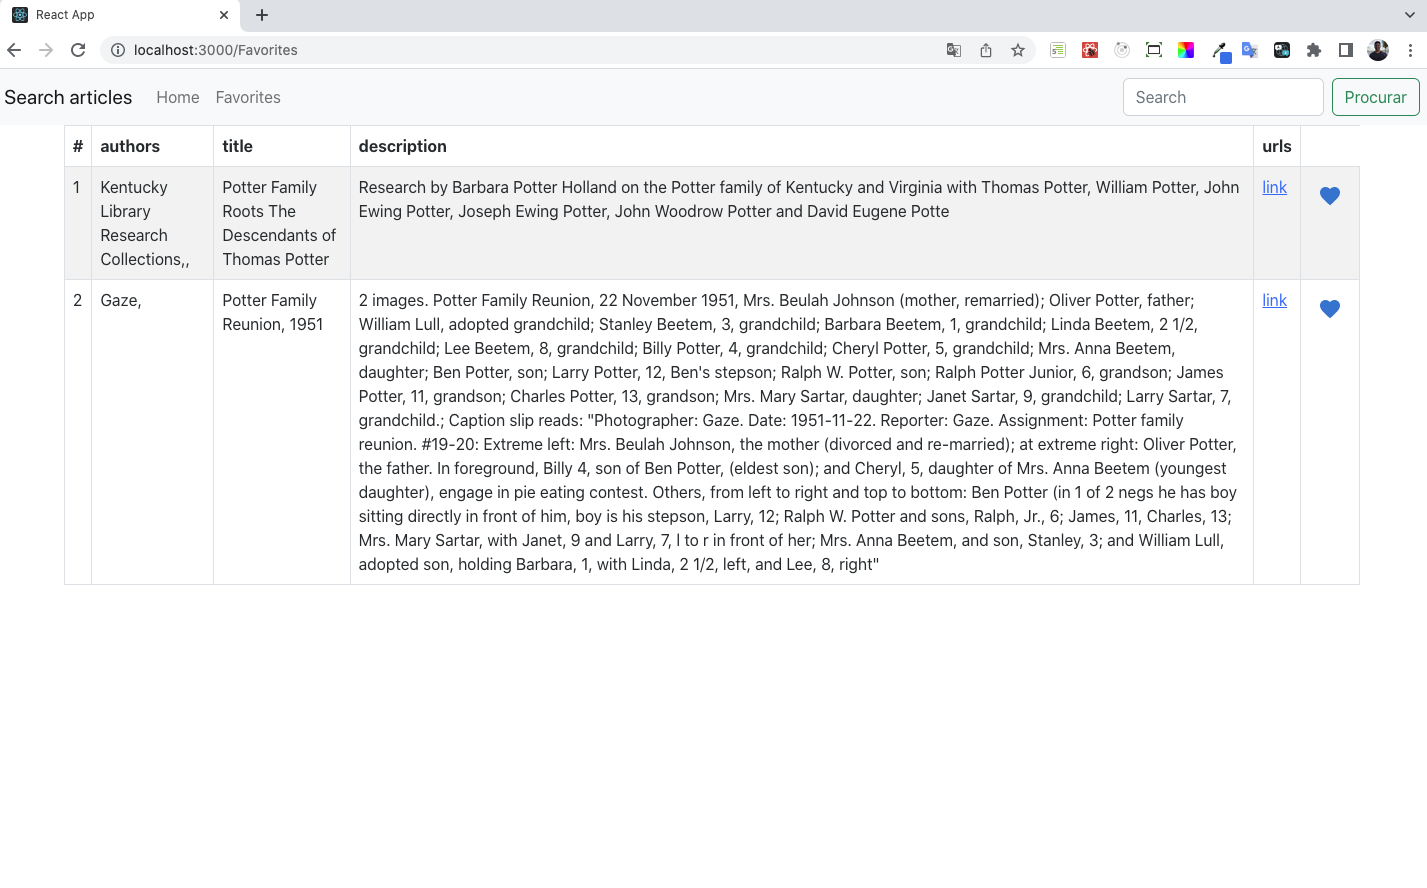 React App
localhost:3000/Favorites
Search articles Home Favorites Search Procurar
# authors title description urls
1 Kentucky Library Research Collections,, Potter Family Roots The Descendants of Thomas Potter
Research by Barbara Potter Holland on the Potter family of Kentucky and Virginia with Thomas Potter, William Potter, John
Ewing Potter, Joseph Ewing Potter, John Woodrow Potter and David Eugene Potte
link
2 Gaze, Potter Family Reunion, 1951
2 images. Potter Family Reunion, 22 November 1951, Mrs. Beulah Johnson (mother, remarried); Oliver Potter, father;
William Lull, adopted grandchild; Stanley Beetem, 3, grandchild; Barbara Beetem, 1, grandchild; Linda Beetem, 2 1/2,
grandchild; Lee Beetem, 8, grandchild; Billy Potter, 4, grandchild; Cheryl Potter, 5, grandchild; Mrs. Anna Beetem,
daughter; Ben Potter, son; Larry Potter, 12, Ben's stepson; Ralph W. Potter, son; Ralph Potter Junior, 6, grandson; James
Potter, 11, grandson; Charles Potter, 13, grandson; Mrs. Mary Sartar, daughter; Janet Sartar, 9, grandchild; Larry Sartar, 7,
grandchild.; Caption slip reads: "Photographer: Gaze. Date: 1951-11-22. Reporter: Gaze. Assignment: Potter family
reunion. #19-20: Extreme left: Mrs. Beulah Johnson, the mother (divorced and re-married); at extreme right: Oliver Potter,
the father. In foreground, Billy 4, son of Ben Potter, (eldest son); and Cheryl, 5, daughter of Mrs. Anna Beetem (youngest
daughter), engage in pie eating contest. Others, from left to right and top to bottom: Ben Potter (in 1 of 2 negs he has boy
sitting directly in front of him, boy is his stepson, Larry, 12; Ralph W. Potter and sons, Ralph, Jr., 6; James, 11, Charles, 13;
Mrs. Mary Sartar, with Janet, 9 and Larry, 7, l to r in front of her; Mrs. Anna Beetem, and son, Stanley, 3; and William Lull,
adopted son, holding Barbara, 1, with Linda, 2 1/2, left, and Lee, 8, right"
link